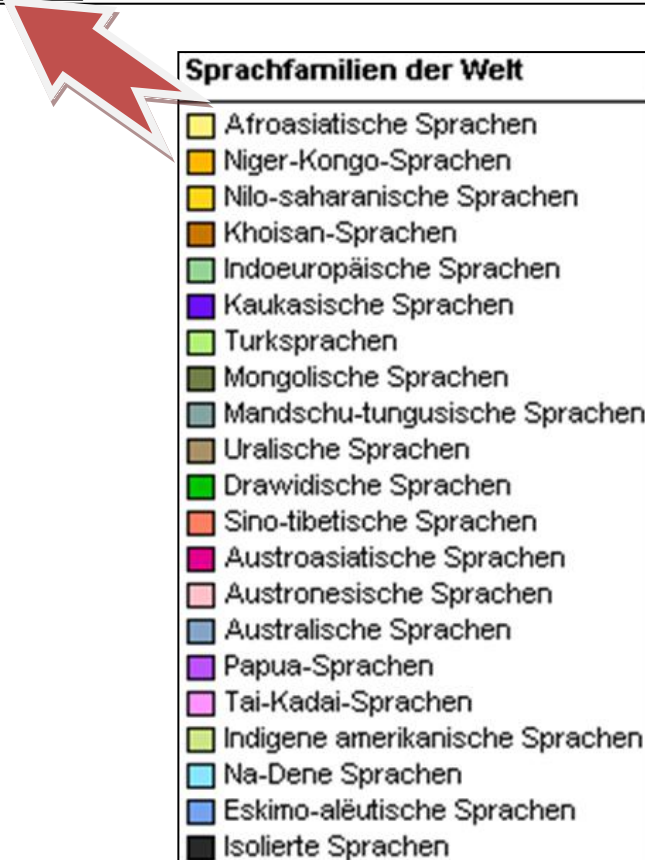 Sprachfamilien der Welt
Afroasiatische Sprachen
Niger-Kongo-Sprachen
Nilo-saharanische Sprachen
Khoisan-Sprachen
Indoeuropäische Sprachen
Kaukasische Sprachen
Turksprachen
Mongolische Sprachen
Mandschu-tungusische Sprachen
Uralische Sprachen
Drawidische Sprachen
Sino-tibetische Sprachen
Austroasiatische Sprachen
Austronesische Sprachen
Australische Sprachen
Papua-Sprachen
Tai-Kadai-Sprachen
Indigene amerikanische Sprachen
Na-Dene Sprachen
Eskimo-alëutische Sprachen
Isolierte Sprachen